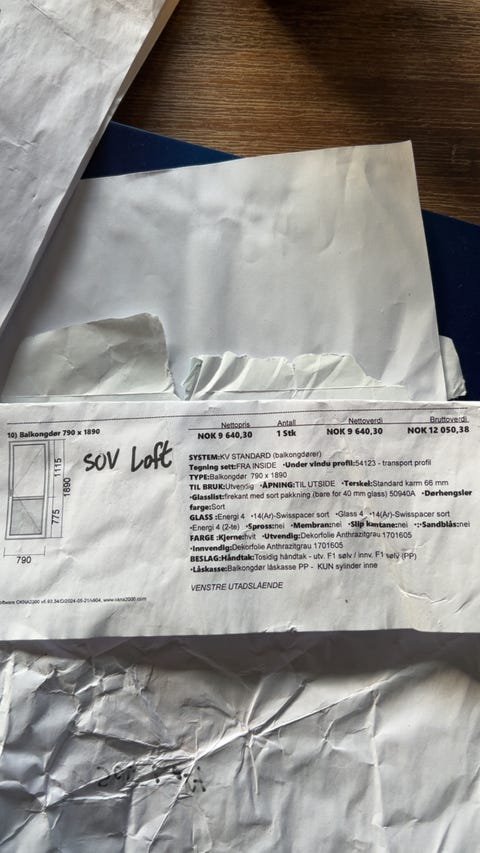 Nettopris Antall Nettoverdi Bruttoverdi
10) Balkongdør 790 x 1890 NOK 9 640,30 1 Stk NOK 9 640,30 NOK 12 050,38
SOV Loft
1115
1890
775
790
SYSTEM:KV STANDARD (balkongdører)
Tegning sett:FRA INSIDE •Under vindu profil:54123 - transport profil
TYPE:Balkongdør 790 x 1890
TIL BRUK:Utvendig •ÅPNING:TIL UTSIDE •Terskel:Standard karm 66 mm
•Glasslist:firekant med sort pakkning (bare for 40 mm glass) 50940A •Dørhengsler
farge:Sort
GLASS :Energi 4 •14(Ar)-Swisspacer sort •Glass 4 •14(Ar)-Swisspacer sort
•Energi 4 (2-te) •Spross:nei •Membran:nei •Slip kantane:nei •:•Sandblås:nei
FARGE :Kjerne:hvit •Utvendig:Dekorfolie Anthrazitgrau 1701605
•Innvendig:Dekorfolie Anthrazitgrau 1701605
BESLAG:Håndtak:Tosidig håndtak - utv. F1 sølv / innv. F1 sølv (PP)
•Låskasse:Balkongdør låskasse PP - KUN sylinder inne
VENSTRE UTADSLÅENDE
www.okna2000.com